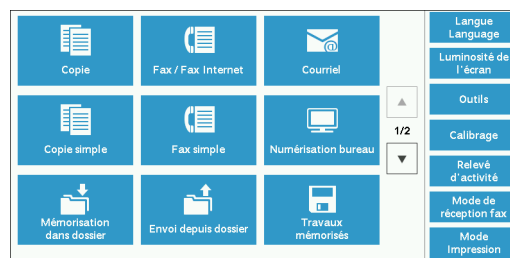 Copie
Fax / Fax Internet
Courriel
Copie simple
Fax simple
Numérisation bureau
Mémorisation
dans dossier
Envoi depuis dossier
Travaux
mémorisés
1/2
Langue
Language
Luminosité de
l'écran
Outils
Calibrage
Relevé
d'activité
Mode de
réception fax
Mode
Impression